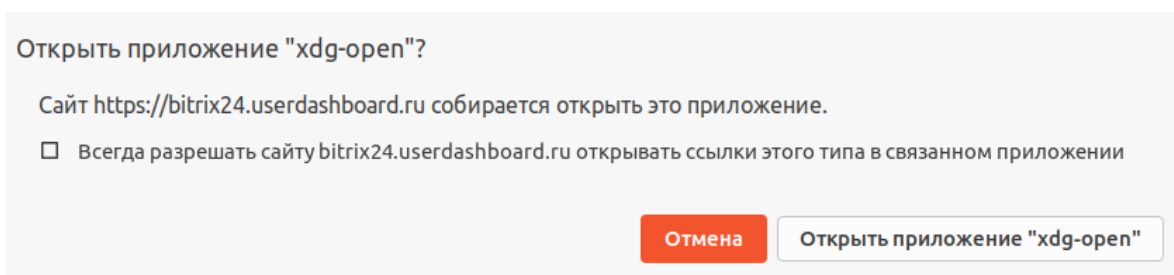 Открыть приложение "xdg-open"?
Сайт https://bitrix24.userdashboard.ru собирается открыть это приложение.
Всегда разрешать сайту bitrix24.userdashboard.ru открывать ссылки этого типа в связанном приложении
Отмена
Открыть приложение "xdg-open"